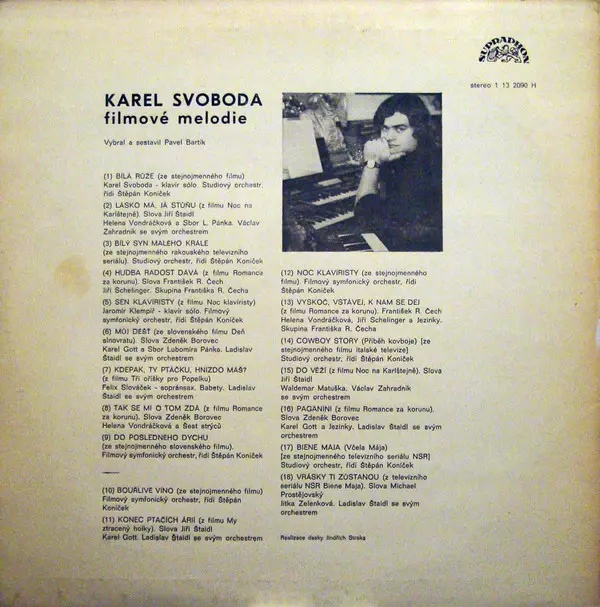 SUPRAPHON
stereo 1 13 2090 H
KAREL SVOBODA
filmové melodie
Vybral a sestavil Pavel Bartík
(1) BÍLÁ RŮŽE (ze stejnojmenného filmu)
Karel Svoboda - klavír sólo. Studiový orchestr,
řídí Štěpán Koníček
(2) LÁSKO MÁ, JÁ STŮŇU (z filmu Noc na
Karlštejně). Slova Jiří Štaidl
Helena Vondráčková a Sbor L. Pánka. Václav
Zahradník se svým orchestrem
(3) BÍLÝ SYN MALÉHO KRÁLE
(ze stejnojmenného rakouského televizního
seriálu). Studiový orchestr, řídí Štěpán Koníček
(4) HUDBA RADOST DÁVÁ (z filmu Romance
za korunu). Slova František R. Čech
Jiří Schelinger. Skupina Františka R. Čecha
(5) SEN KLAVÍRISTY (z filmu Noc klavíristy)
Jaromír Klempíř - klavír sólo. Filmový
symfonický orchestr, řídí Štěpán Koníček
(6) MŮJ DÉŠŤ (ze slovenského filmu Deň
slnovratu). Slova Zdeněk Borovec
Karel Gott a Sbor Lubomíra Pánka. Ladislav
Štaidl se svým orchestrem
(7) KDEPAK, TY PTÁČKU, HNÍZDO MÁŠ?
(z filmu Tři oříšky pro Popelku)
Felix Slováček - sopránsax. Babety. Ladislav
Štaidl se svým orchestrem
(8) TAK SE MI O TOM ZDÁ (z filmu Romance
za korunu). Slova Zdeněk Borovec
Helena Vondráčková a Šest strýců
(9) DO POSLEDNÉHO DYCHU
(ze stejnojmenného slovenského filmu).
Filmový symfonický orchestr, řídí Štěpán Koníček
(10) BOUŘLIVÉ VÍNO (ze stejnojmenného filmu)
Filmový symfonický orchestr, řídí Štěpán
Koníček
(11) KONEC PTAČÍCH ÁRIÍ (z filmu My
ztracený holky). Slova Jiří Štaidl
Karel Gott. Ladislav Štaidl se svým orchestrem
(12) NOC KLAVÍRISTY (ze stejnojmenného
filmu). Filmový symfonický orchestr, řídí
Štěpán Koníček
(13) VYSKOČ, VSTÁVEJ, K NÁM SE DEJ
(z filmu Romance za korunu). František R. Čech
Helena Vondráčková, Jiří Schelinger a Jezinky.
Skupina Františka R. Čecha
(14) COWBOY STORY (Příběh kovboje) [ze
stejnojmenného filmu italské televize]
Studiový orchestr, řídí Štěpán Koníček
(15) DO VĚŽÍ (z filmu Noc na Karlštejně). Slova
Jiří Štaidl
Waldemar Matuška. Václav Zahradník
se svým orchestrem
(16) PAGANINI (z filmu Romance za korunu).
Slova Zdeněk Borovec
Karel Gott a Jezinky. Ladislav Štaidl se svým
orchestrem
(17) BIENE MAJA (Včela Mája)
[ze stejnojmenného televizního seriálu NSR]
Studiový orchestr, řídí Štěpán Koníček
(18) VRÁSKY TI ZŮSTANOU (z televizního
seriálu NSR Biene Maja). Slova Michael
Prostějovský
Jitka Zelenková. Ladislav Štaidl se svým
orchestrem
Realizace desky Jindřich Strska